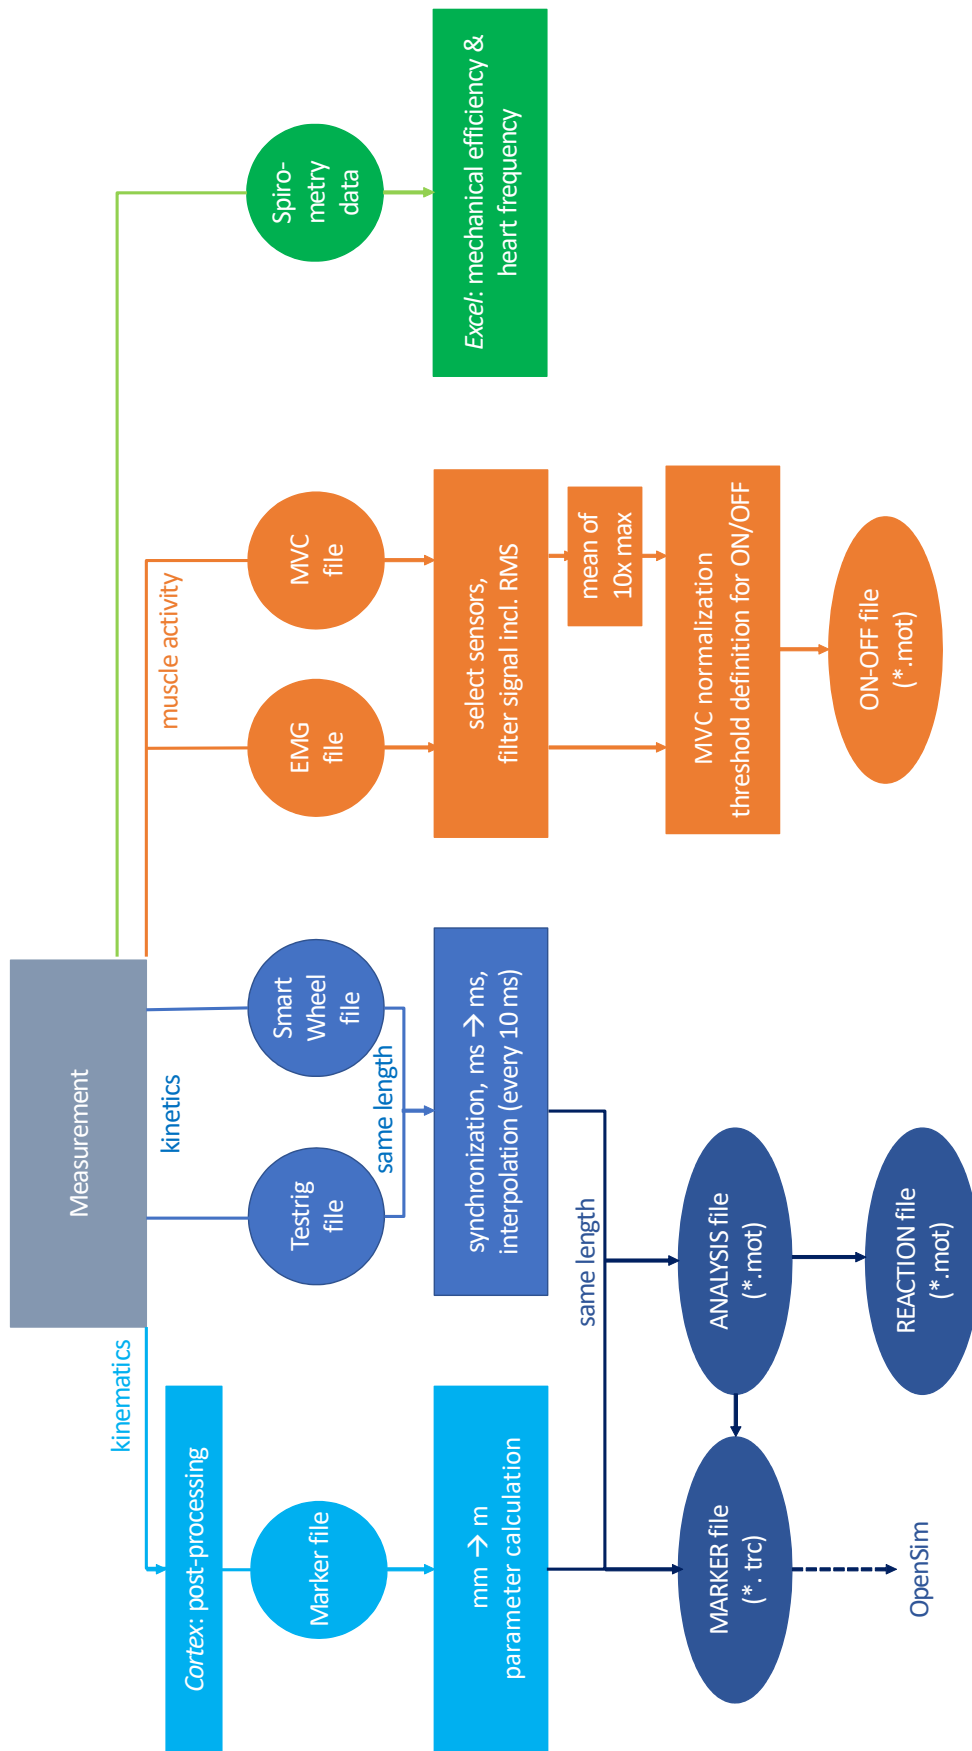 Measurement
kinematics
kinetics
muscle activity
Cortex: post-processing
Marker file
Testrig
file
Smart
Wheel
file
EMG
file
MVC
file
Spiro-
metry
data
same length
mm → m
parameter calculation
synchronization, ms → ms,
interpolation (every 10 ms)
select sensors,
filter signal incl. RMS
Excel: mechanical efficiency &
heart frequency
same length
mean of
10x max
MARKER file
(*. trc)
ANALYSIS file
(*.mot)
MVC normalization
threshold definition for ON/OFF
OpenSim
REACTION file
(*.mot)
ON-OFF file
(*.mot)